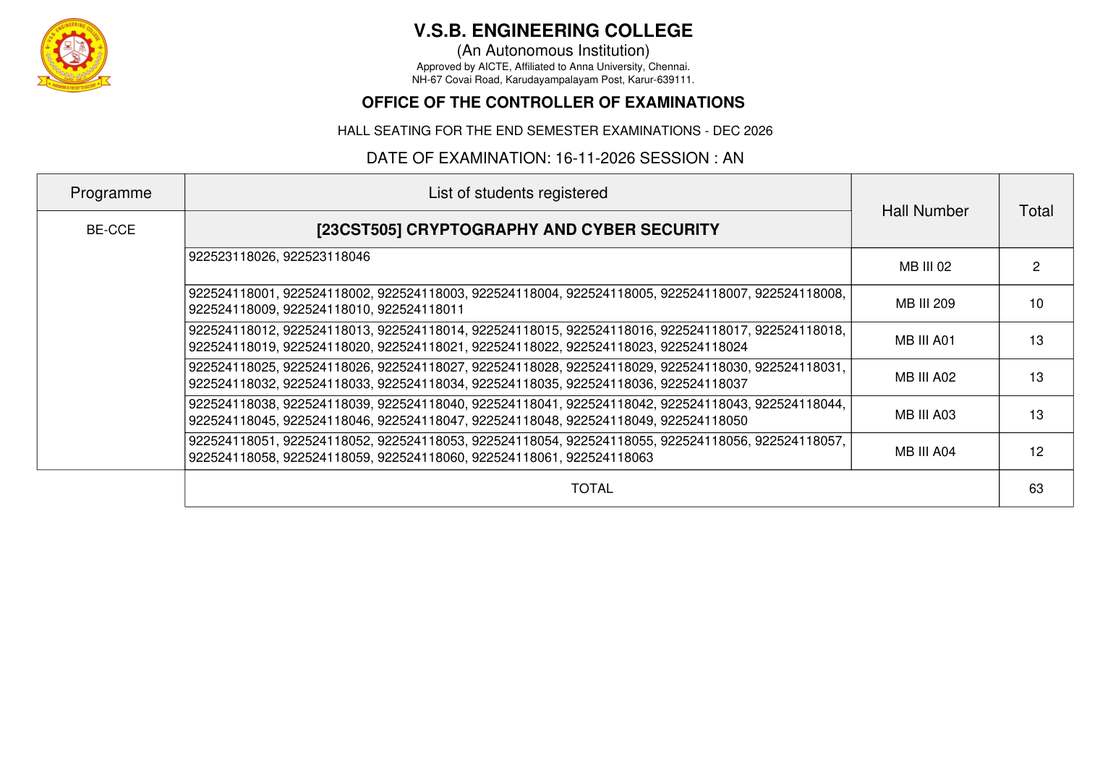 V.S.B. ENGINEERING COLLEGE
(An Autonomous Institution)
Approved by AICTE, Affiliated to Anna University, Chennai.
NH-67 Covai Road, Karudayampalayam Post, Karur-639111.
OFFICE OF THE CONTROLLER OF EXAMINATIONS
HALL SEATING FOR THE END SEMESTER EXAMINATIONS - DEC 2026
DATE OF EXAMINATION: 16-11-2026 SESSION : AN
Programme List of students registered Hall Number Total
BE-CCE [23CST505] CRYPTOGRAPHY AND CYBER SECURITY
922523118026, 922523118046 MB III 02 2
922524118001, 922524118002, 922524118003, 922524118004, 922524118005, 922524118007, 922524118008,
922524118009, 922524118010, 922524118011 MB III 209 10
922524118012, 922524118013, 922524118014, 922524118015, 922524118016, 922524118017, 922524118018,
922524118019, 922524118020, 922524118021, 922524118022, 922524118023, 922524118024 MB III A01 13
922524118025, 922524118026, 922524118027, 922524118028, 922524118029, 922524118030, 922524118031,
922524118032, 922524118033, 922524118034, 922524118035, 922524118036, 922524118037 MB III A02 13
922524118038, 922524118039, 922524118040, 922524118041, 922524118042, 922524118043, 922524118044,
922524118045, 922524118046, 922524118047, 922524118048, 922524118049, 922524118050 MB III A03 13
922524118051, 922524118052, 922524118053, 922524118054, 922524118055, 922524118056, 922524118057,
922524118058, 922524118059, 922524118060, 922524118061, 922524118063 MB III A04 12
TOTAL 63